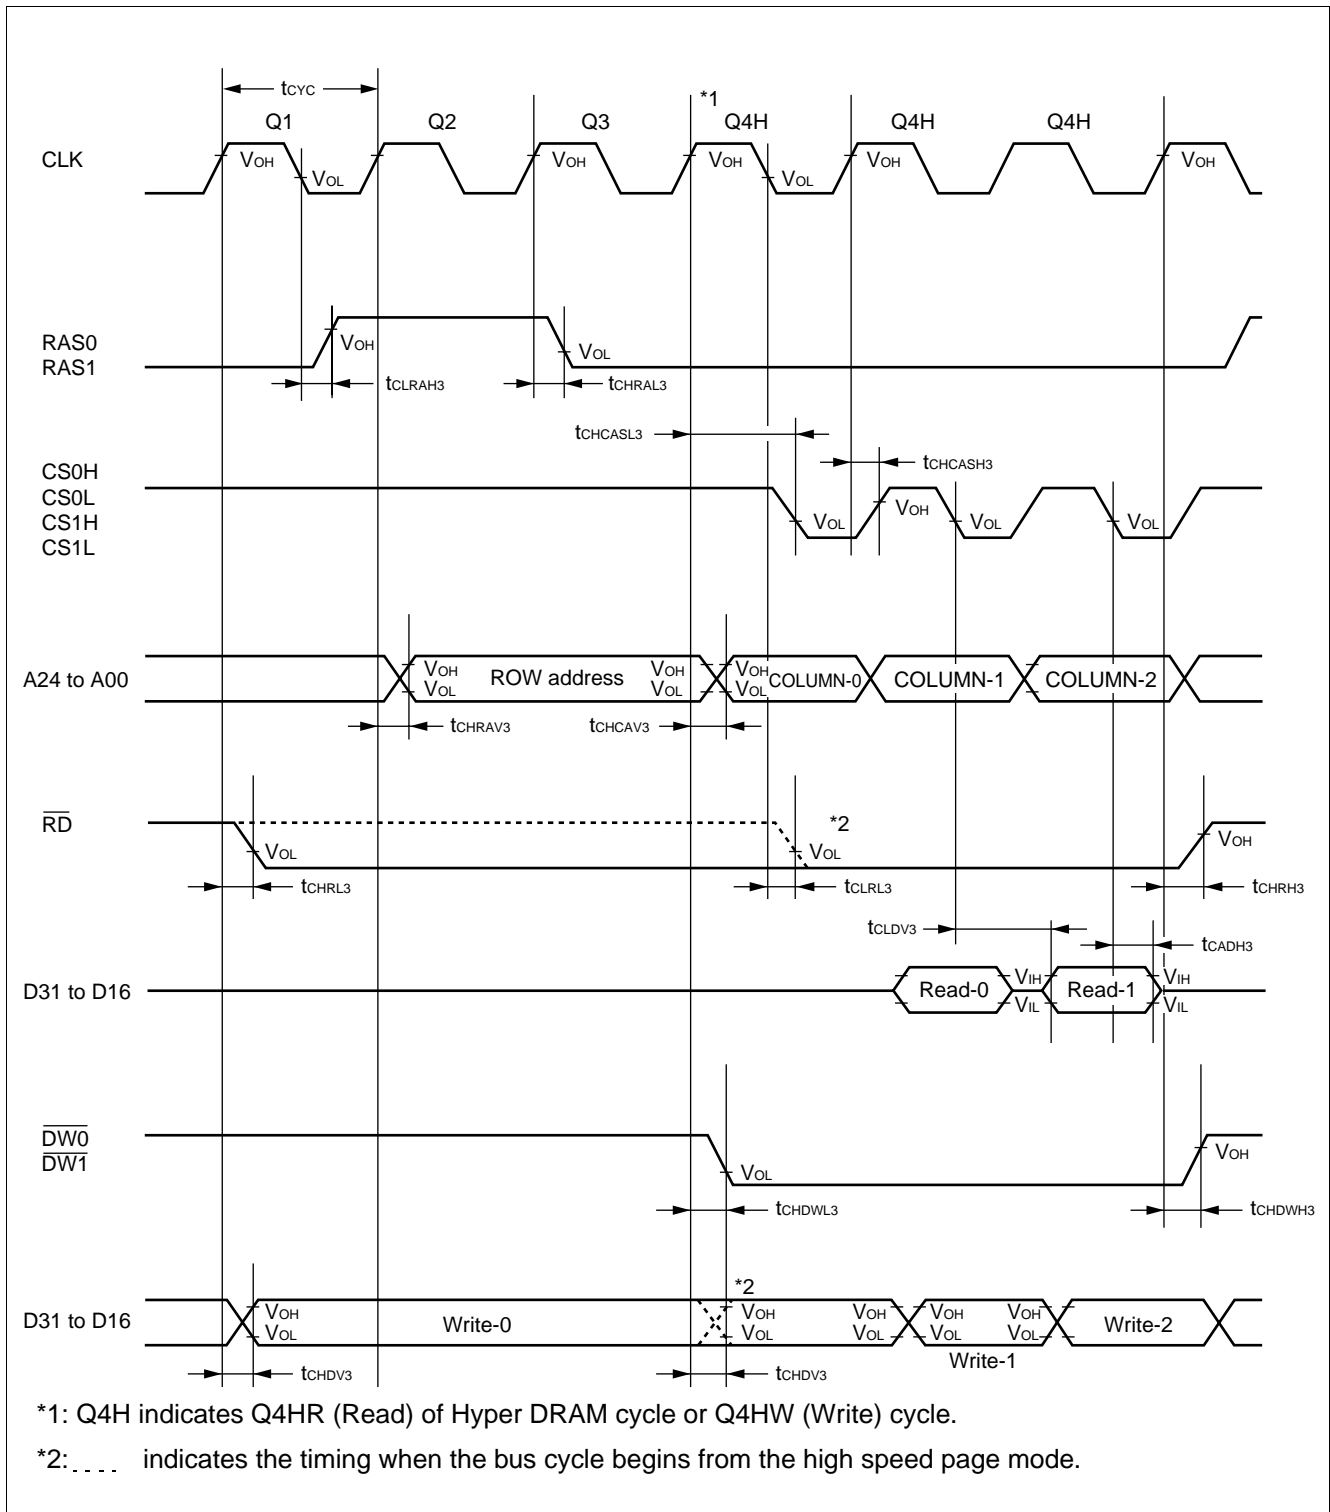 tCYC
*1
Q1 Q2 Q3 Q4H Q4H Q4H
CLK
VOH VOH VOH VOH VOH
VOL VOL
RAS0
RAS1
VOH
VOL
tCLRAH3 tCHRAL3
tCHCASL3
tCHCASH3
CS0H
CS0L
CS1H
CS1L
VOL VOH VOL VOL
A24 to A00
VOH VOH VOH
ROW address
VOL VOL VOL
COLUMN-0 COLUMN-1 COLUMN-2
tCHRAV3 tCHCAV3
RD
*2
VOL VOL VOH
tCHRL3 tCLRL3 tCHRH3
tCLDV3
tCADH3
D31 to D16
Read-0 VIH Read-1 VIH
VIL VIL
DW0
DW1
VOL VOH
tCHDWL3 tCHDWH3
*2
D31 to D16
VOH VOH VOH VOH VOH
Write-0 Write-2
VOL VOL VOL VOL VOL
Write-1
tCHDV3 tCHDV3
*1: Q4H indicates Q4HR (Read) of Hyper DRAM cycle or Q4HW (Write) cycle.
*2: indicates the timing when the bus cycle begins from the high speed page mode.